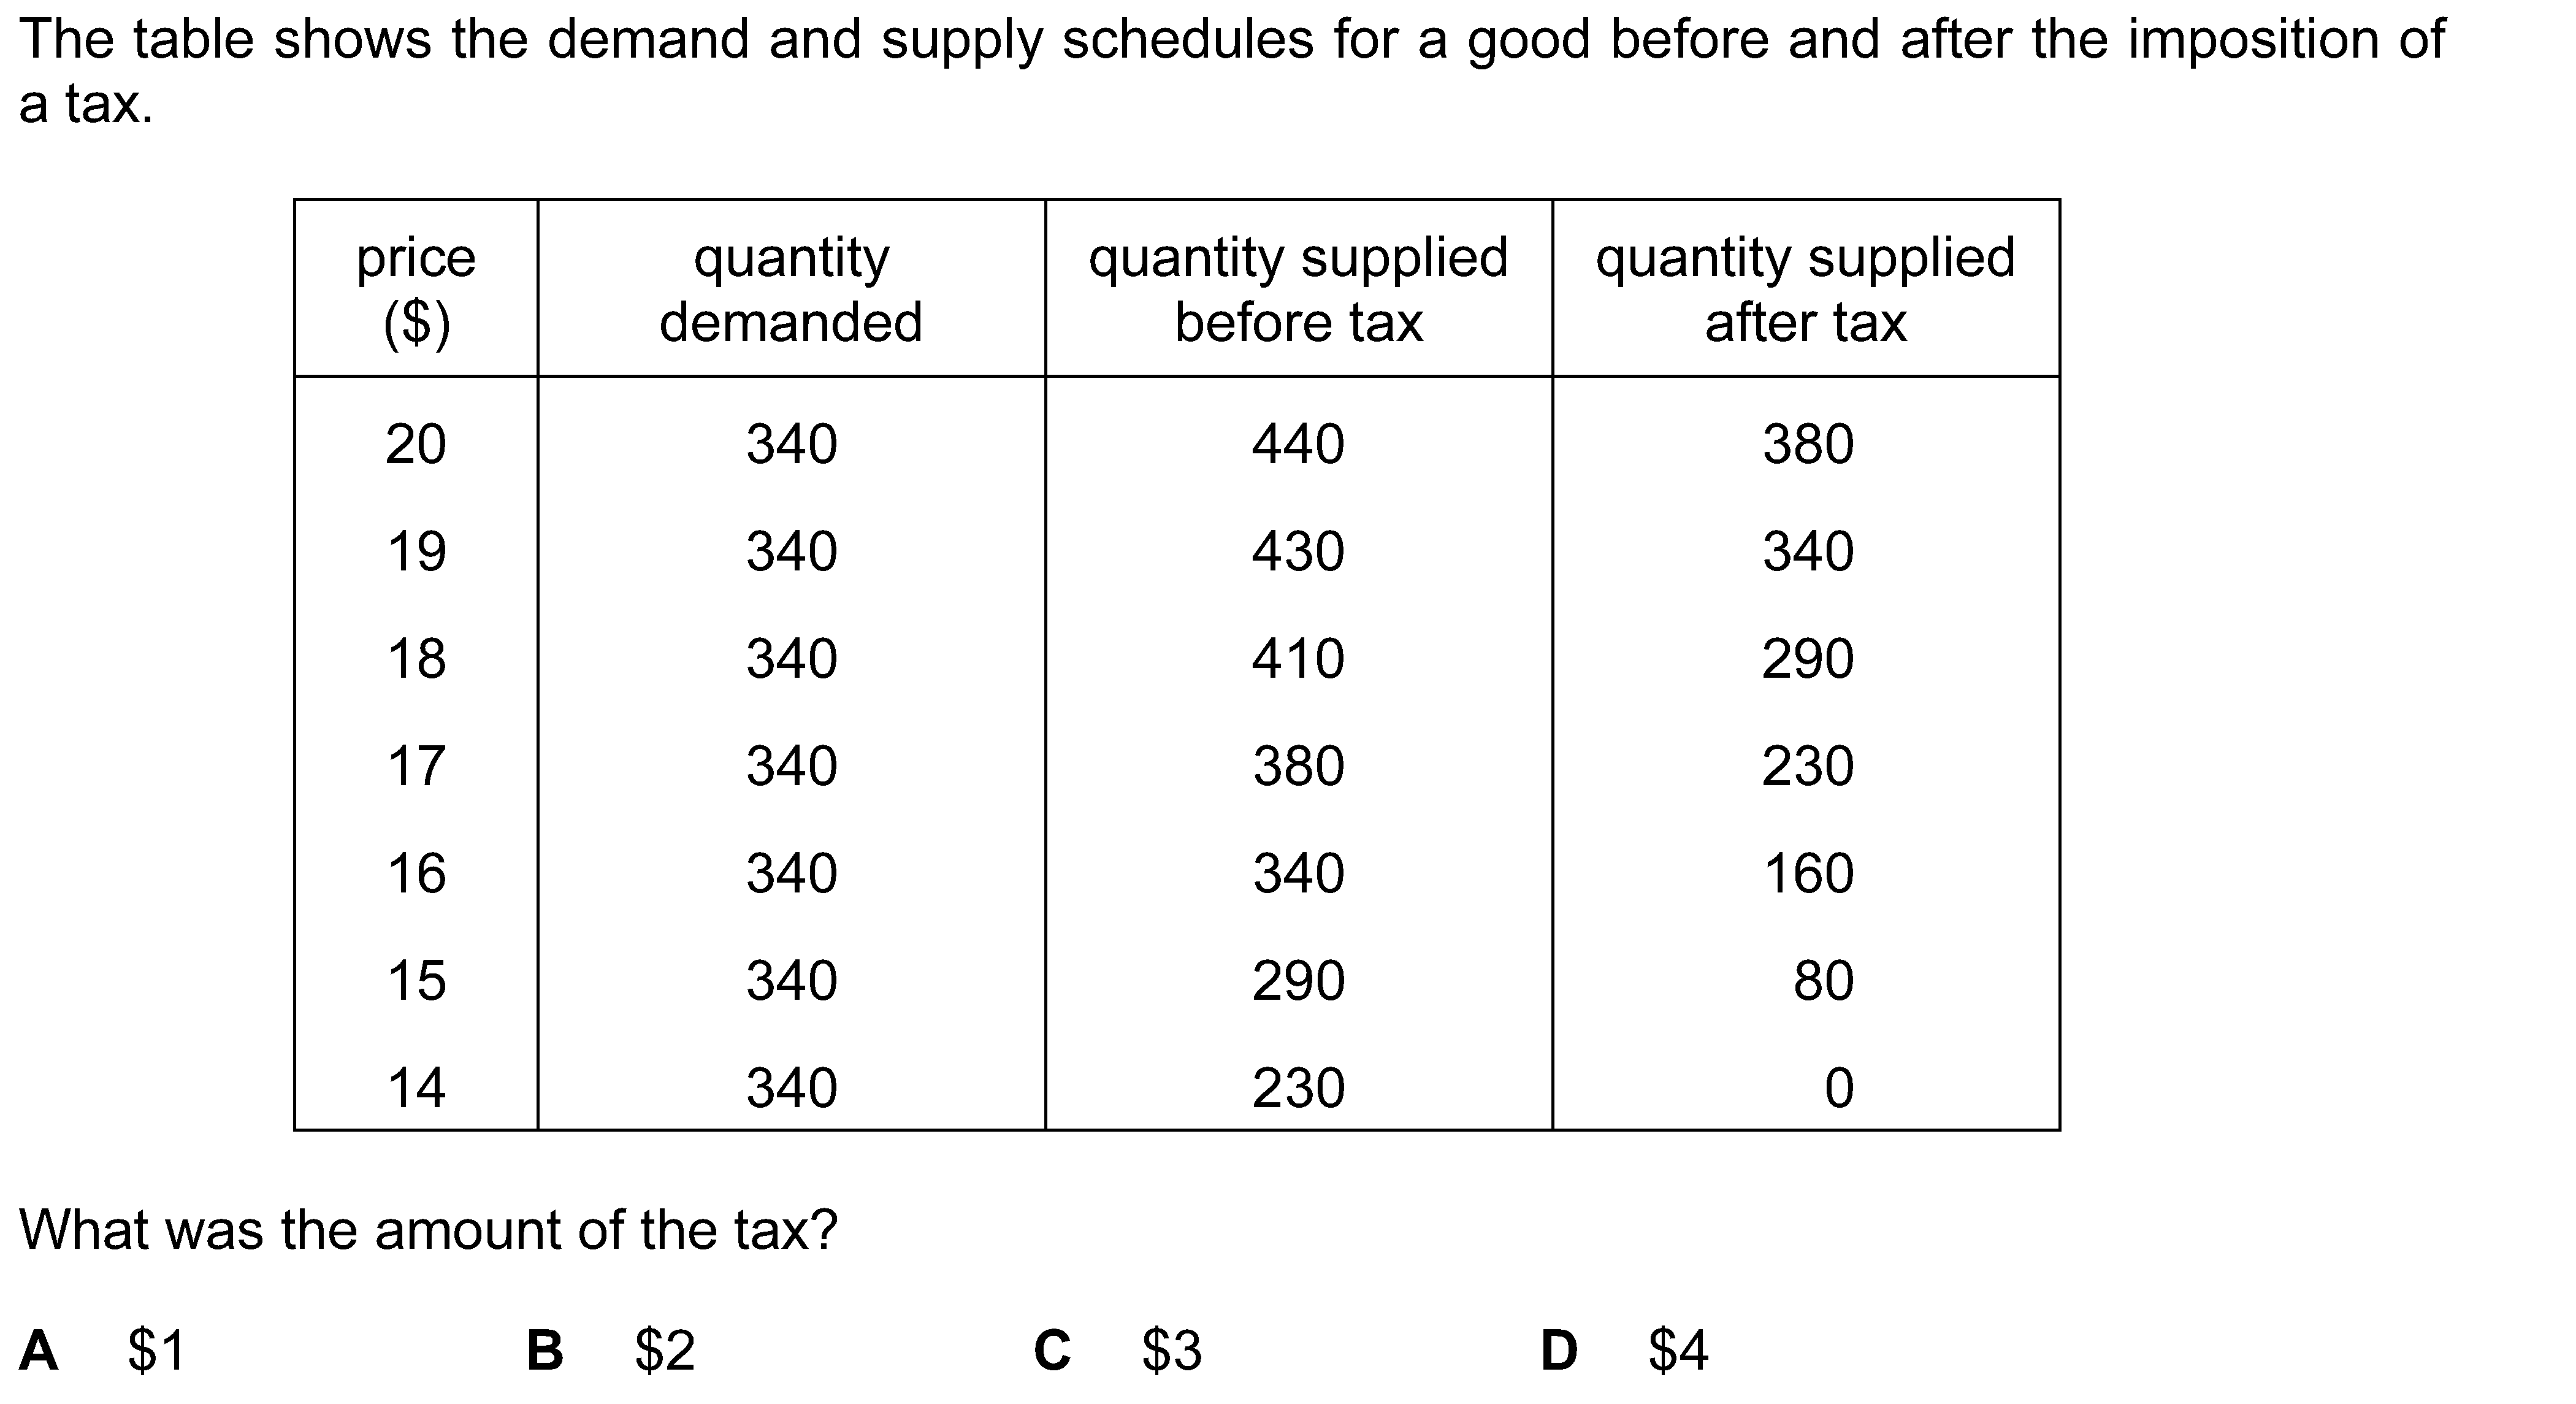 The table shows the demand and supply schedules for a good before and after the imposition of
a tax.
price quantity quantity supplied quantity supplied
($) demanded before tax after tax
20 340 440 380
19 340 430 340
18 340 410 290
17 340 380 230
16 340 340 160
15 340 290 80
14 340 230 0
What was the amount of the tax?
A $1 B $2 C $3 D $4